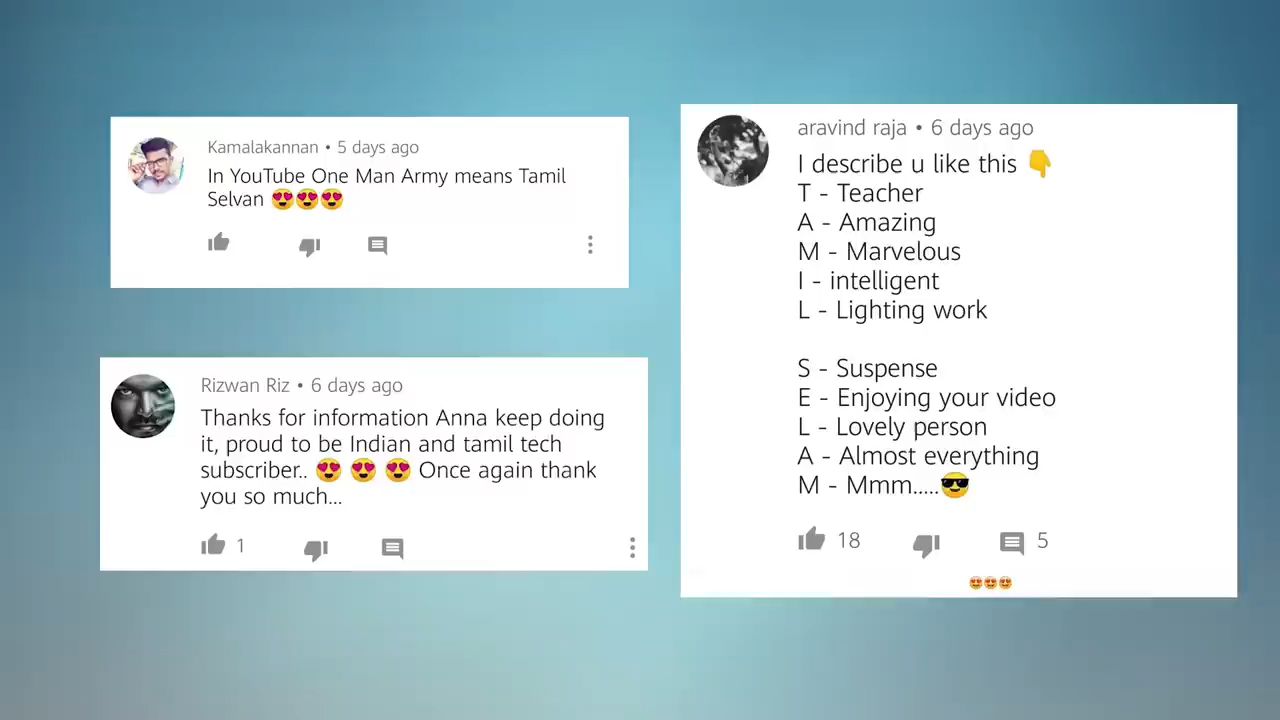 Kamalakannan • 5 days ago
In YouTube One Man Army means Tamil
Selvan 😍😍😍
Rizwan Riz • 6 days ago
Thanks for information Anna keep doing
it, proud to be Indian and tamil tech
subscriber.. 😍 😍 😍 Once again thank
you so much...
1
aravind raja • 6 days ago
I describe u like this 👇
T - Teacher
A - Amazing
M - Marvelous
I - intelligent
L - Lighting work
S - Suspense
E - Enjoying your video
L - Lovely person
A - Almost everything
M - Mmm.....😎
18 5
😍😍😍